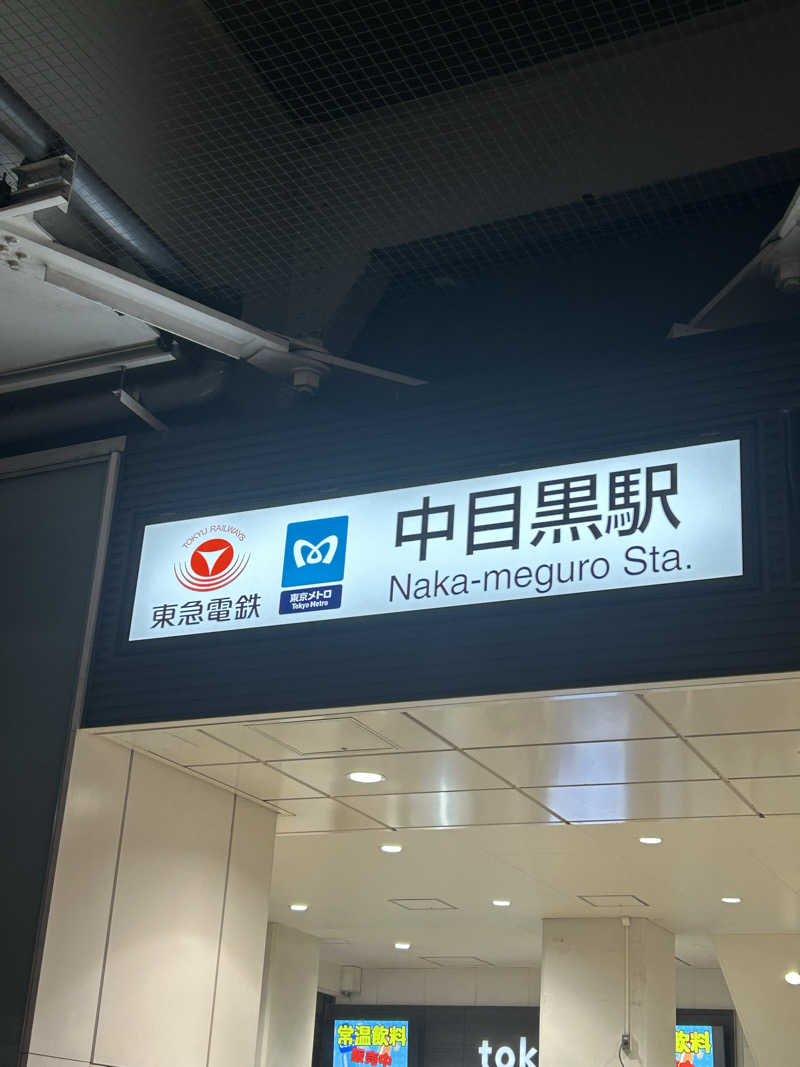 TOKYU RAILWAYS
東急電鉄
東京メトロ
Tokyo Metro
中目黒駅
Naka-meguro Sta.
常温飲料
販売中
tok
飲料